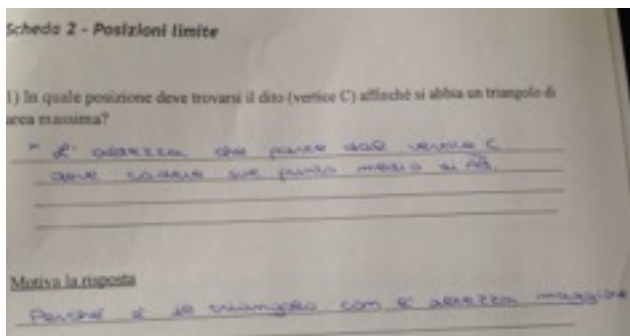 Scheda 2 - Posizioni limite
1) In quale posizione deve trovarsi il dito (vertice C) affinché si abbia un triangolo di
area massima?
L'altezza che parte dal vertice C
deve cadere sul punto medio di AB.
Motiva la risposta
Perché è lo triangolo con l'altezza maggiore